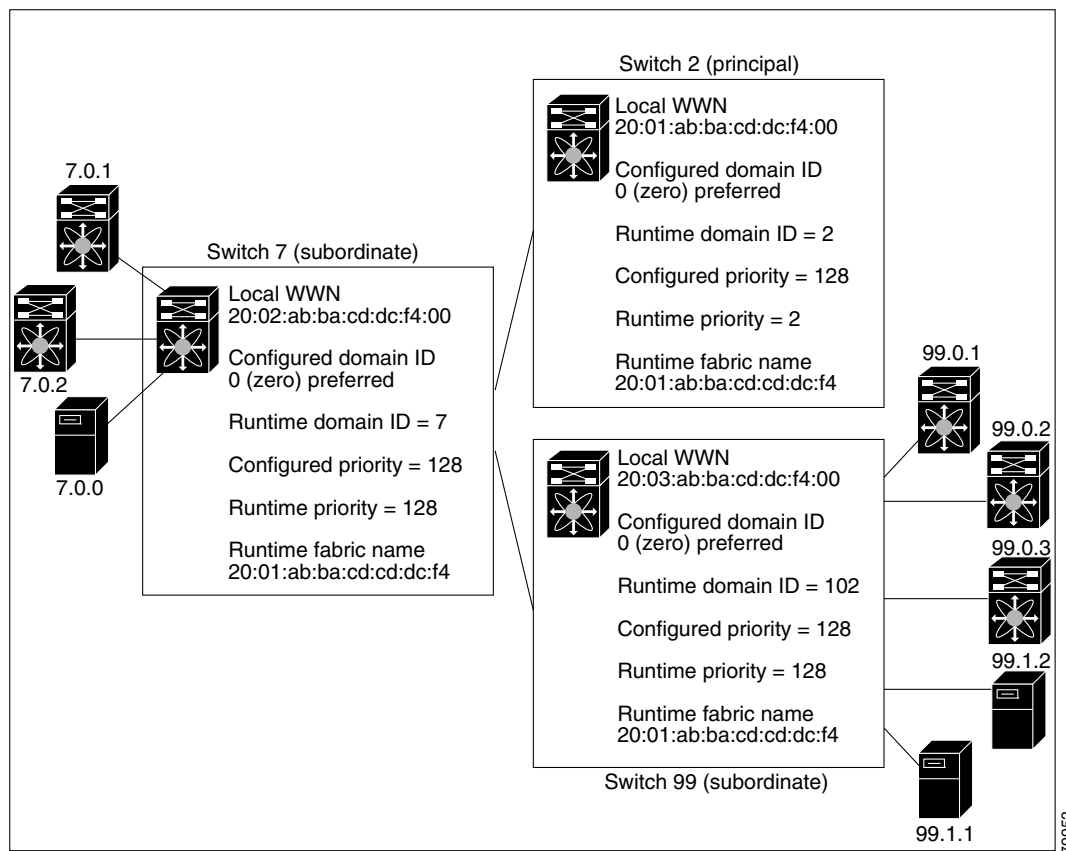 Switch 2 (principal)
Local WWN
20:01:ab:ba:cd:dc:f4:00
Configured domain ID
0 (zero) preferred
Runtime domain ID = 2
Configured priority = 128
Runtime priority = 2
Runtime fabric name
20:01:ab:ba:cd:cd:dc:f4
7.0.1
7.0.2
7.0.0
Switch 7 (subordinate)
Local WWN
20:02:ab:ba:cd:dc:f4:00
Configured domain ID
0 (zero) preferred
Runtime domain ID = 7
Configured priority = 128
Runtime priority = 128
Runtime fabric name
20:01:ab:ba:cd:cd:dc:f4
Local WWN
20:03:ab:ba:cd:dc:f4:00
Configured domain ID
0 (zero) preferred
Runtime domain ID = 102
Configured priority = 128
Runtime priority = 128
Runtime fabric name
20:01:ab:ba:cd:cd:dc:f4
Switch 99 (subordinate)
99.0.1
99.0.2
99.0.3
99.1.2
99.1.1